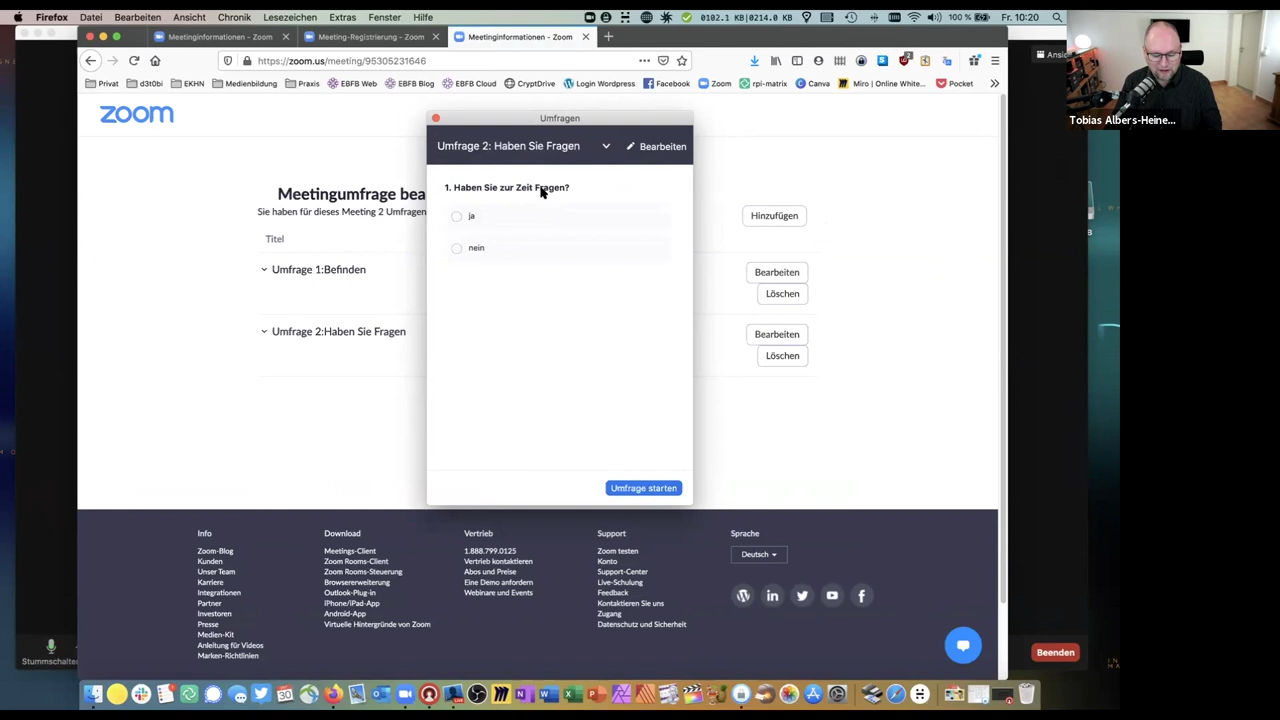 Firefox Datei Bearbeiten Ansicht Chronik Lesezeichen Extras Fenster Hilfe
0102.1 KB|0214.0 KB
100 %
Fr. 10:20
Meetinginformationen - Zoom
Meeting-Registrierung - Zoom
Meetinginformationen - Zoom
https://zoom.us/meeting/95305231646
Privat d3t0bi EKHN Medienbildung Praxis EBFB Web EBFB Blog EBFB Cloud CryptDrive Login Wordpress Facebook Zoom rpi-matrix Canva Miro | Online White... Pocket
Ansic
Tobias Albers-Heine...
zoom
Umfragen
Umfrage 2: Haben Sie Fragen
Bearbeiten
1. Haben Sie zur Zeit Fragen?
ja
nein
Umfrage starten
Meetingumfrage bea
Sie haben für dieses Meeting 2 Umfragen
Hinzufügen
Titel
Umfrage 1:Befinden
Bearbeiten
Löschen
Umfrage 2:Haben Sie Fragen
Bearbeiten
Löschen
Info
Zoom-Blog
Kunden
Unser Team
Karriere
Integrationen
Partner
Investoren
Presse
Medien-Kit
Anleitung für Videos
Marken-Richtlinien
Download
Meetings-Client
Zoom Rooms-Client
Zoom Rooms-Steuerung
Browsererweiterung
Outlook-Plug-in
iPhone/iPad-App
Android-App
Virtuelle Hintergründe von Zoom
Vertrieb
1.888.799.0125
Vertrieb kontaktieren
Abos und Preise
Eine Demo anfordern
Webinare und Events
Support
Zoom testen
Konto
Support-Center
Live-Schulung
Feedback
Kontaktieren Sie uns
Zugang
Datenschutz und Sicherheit
Sprache
Deutsch
Stummschalten
Beenden